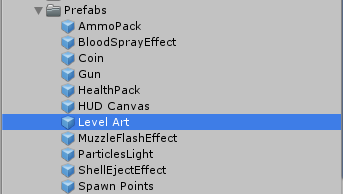 Prefabs
AmmoPack
BloodSprayEffect
Coin
Gun
HealthPack
HUD Canvas
Level Art
MuzzleFlashEffect
ParticlesLight
ShellEjectEffect
Spawn Points